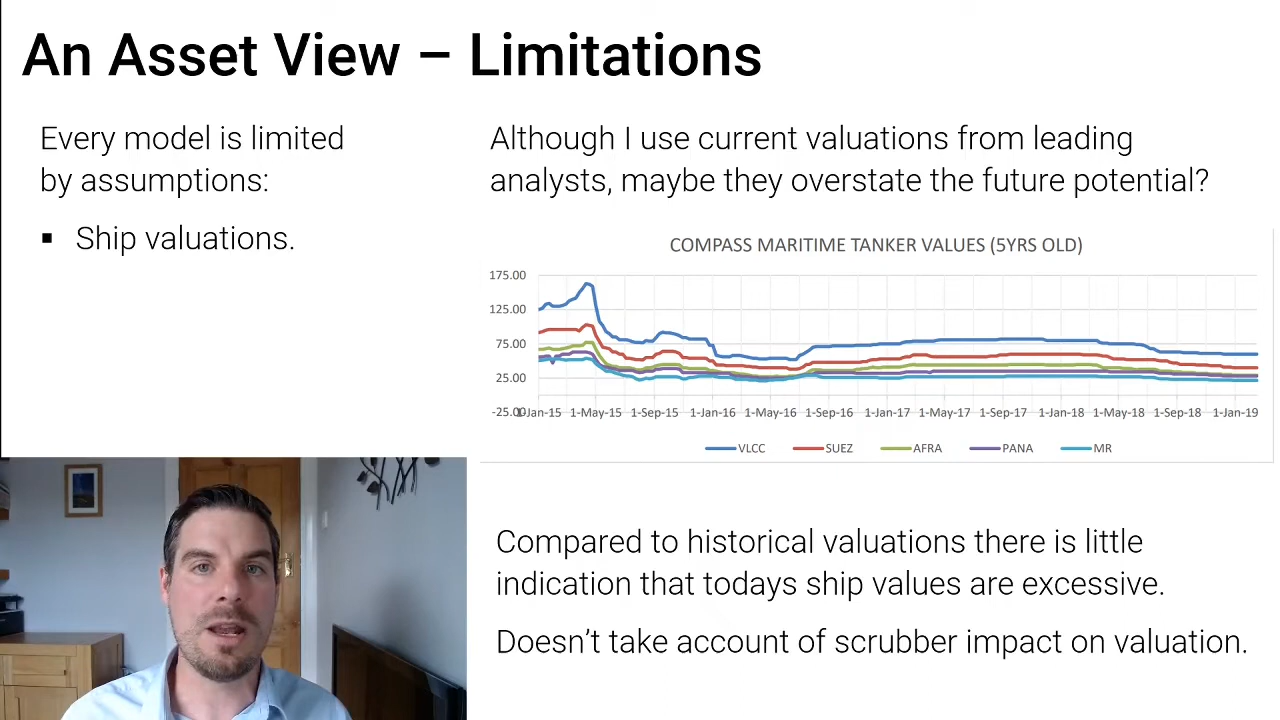 An Asset View – Limitations
Every model is limited
by assumptions:
▪ Ship valuations.
Although I use current valuations from leading
analysts, maybe they overstate the future potential?
COMPASS MARITIME TANKER VALUES (5YRS OLD)
175.00
125.00
75.00
25.00
-25.00
1-Jan-15 1-May-15 1-Sep-15 1-Jan-16 1-May-16 1-Sep-16 1-Jan-17 1-May-17 1-Sep-17 1-Jan-18 1-May-18 1-Sep-18 1-Jan-19
VLCC SUEZ AFRA PANA MR
Compared to historical valuations there is little
indication that todays ship values are excessive.
Doesn’t take account of scrubber impact on valuation.